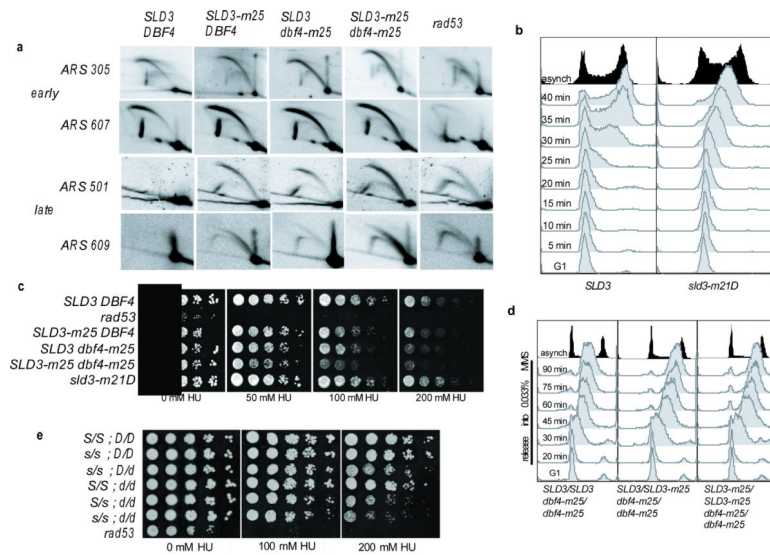 SLD3 DBF4
SLD3-m25 DBF4
SLD3 dbf4-m25
SLD3-m25 dbf4-m25
rad53
a
ARS 305
early
ARS 607
ARS 501
late
ARS 609
b
asynch
40 min
35 min
30 min
25 min
20 min
15 min
10 min
5 min
G1
SLD3
sld3-m21D
c
SLD3 DBF4
rad53
SLD3-m25 DBF4
SLD3 dbf4-m25
SLD3-m25 dbf4-m25
sld3-m21D
0 mM HU
50 mM HU
100 mM HU
200 mM HU
d
asynch
90 min
75 min
60 min
45 min
30 min
20 min
G1
release into 0.033% MMS
SLD3/SLD3 dbf4-m25/ dbf4-m25
SLD3/SLD3-m25 dbf4-m25/ dbf4-m25
SLD3-m25/ SLD3-m25 dbf4-m25/ dbf4-m25
e
S/S ; D/D
s/s ; D/D
s/s ; D/d
S/S ; d/d
S/s ; d/d
s/s ; d/d
rad53
0 mM HU
100 mM HU
200 mM HU